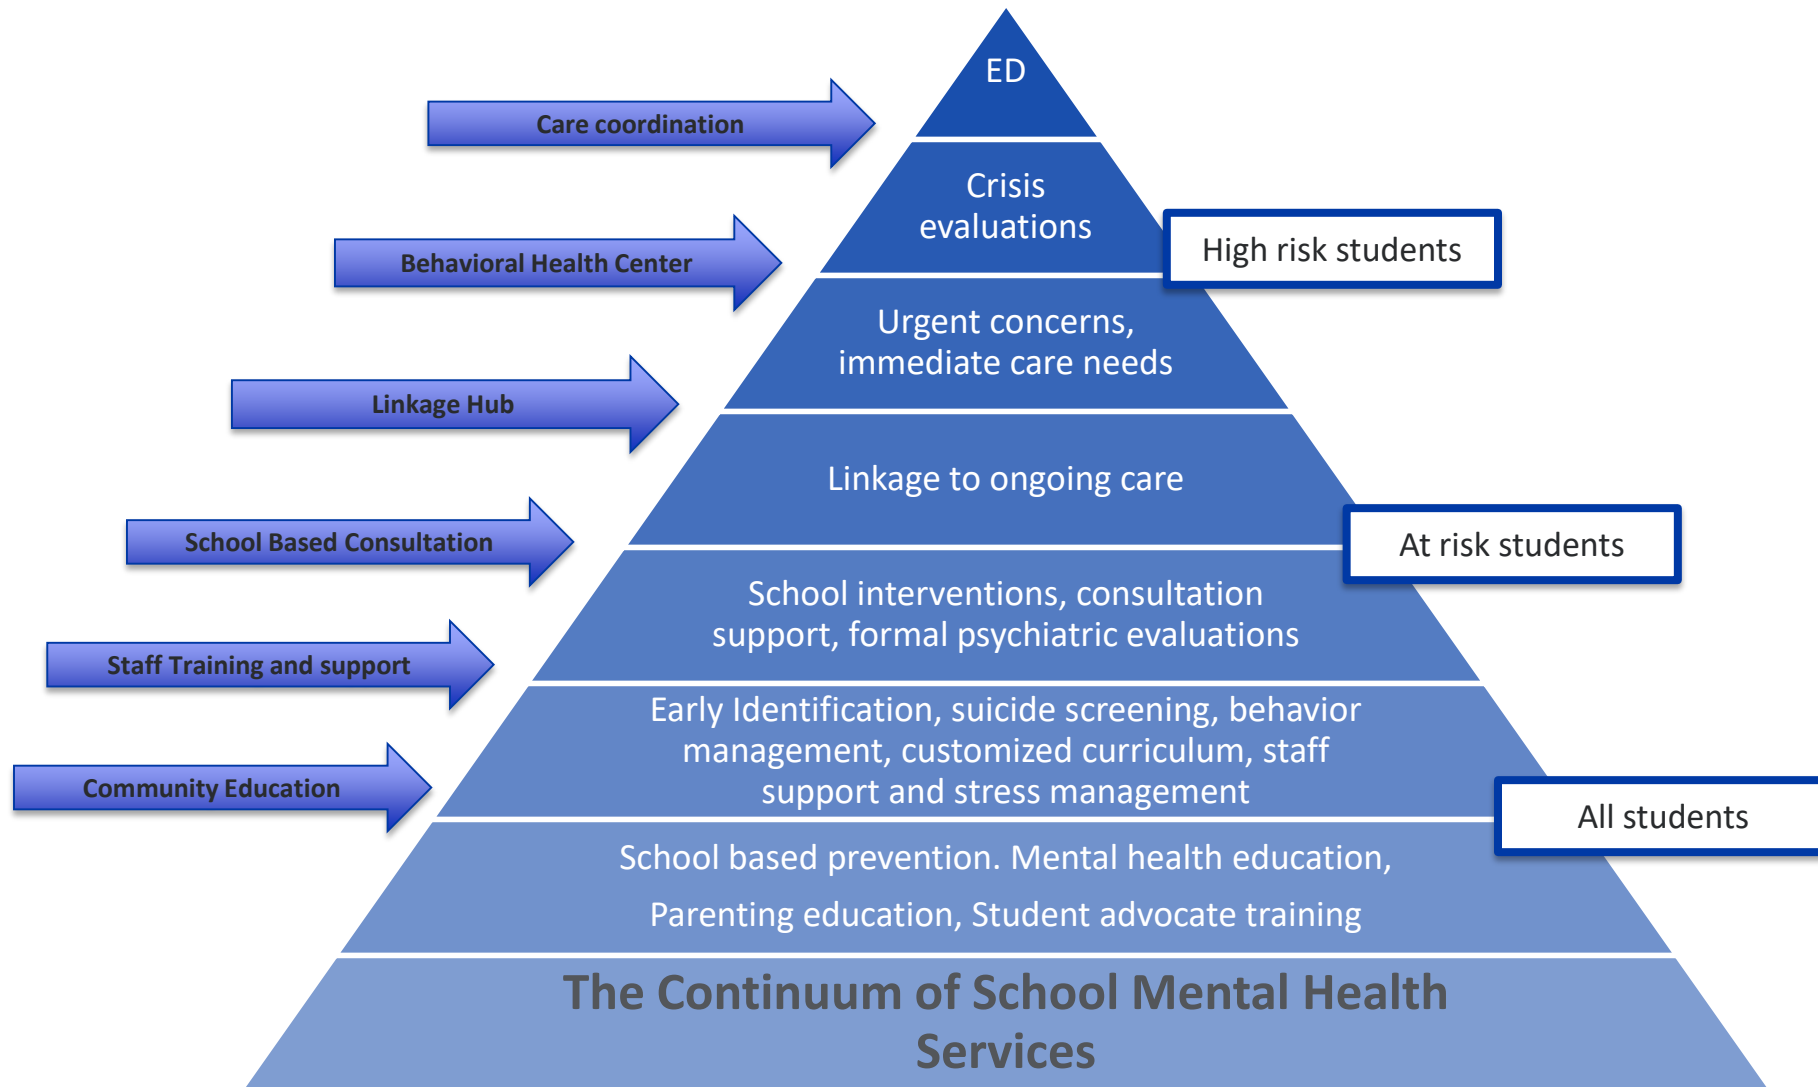 ED
Care coordination
Crisis
evaluations
High risk students
Behavioral Health Center
Urgent concerns,
immediate care needs
Linkage Hub
Linkage to ongoing care
School Based Consultation
At risk students
School interventions, consultation
support, formal psychiatric evaluations
Staff Training and support
Early Identification, suicide screening, behavior
management, customized curriculum, staff
support and stress management
Community Education
All students
School based prevention. Mental health education,
Parenting education, Student advocate training
The Continuum of School Mental Health
Services